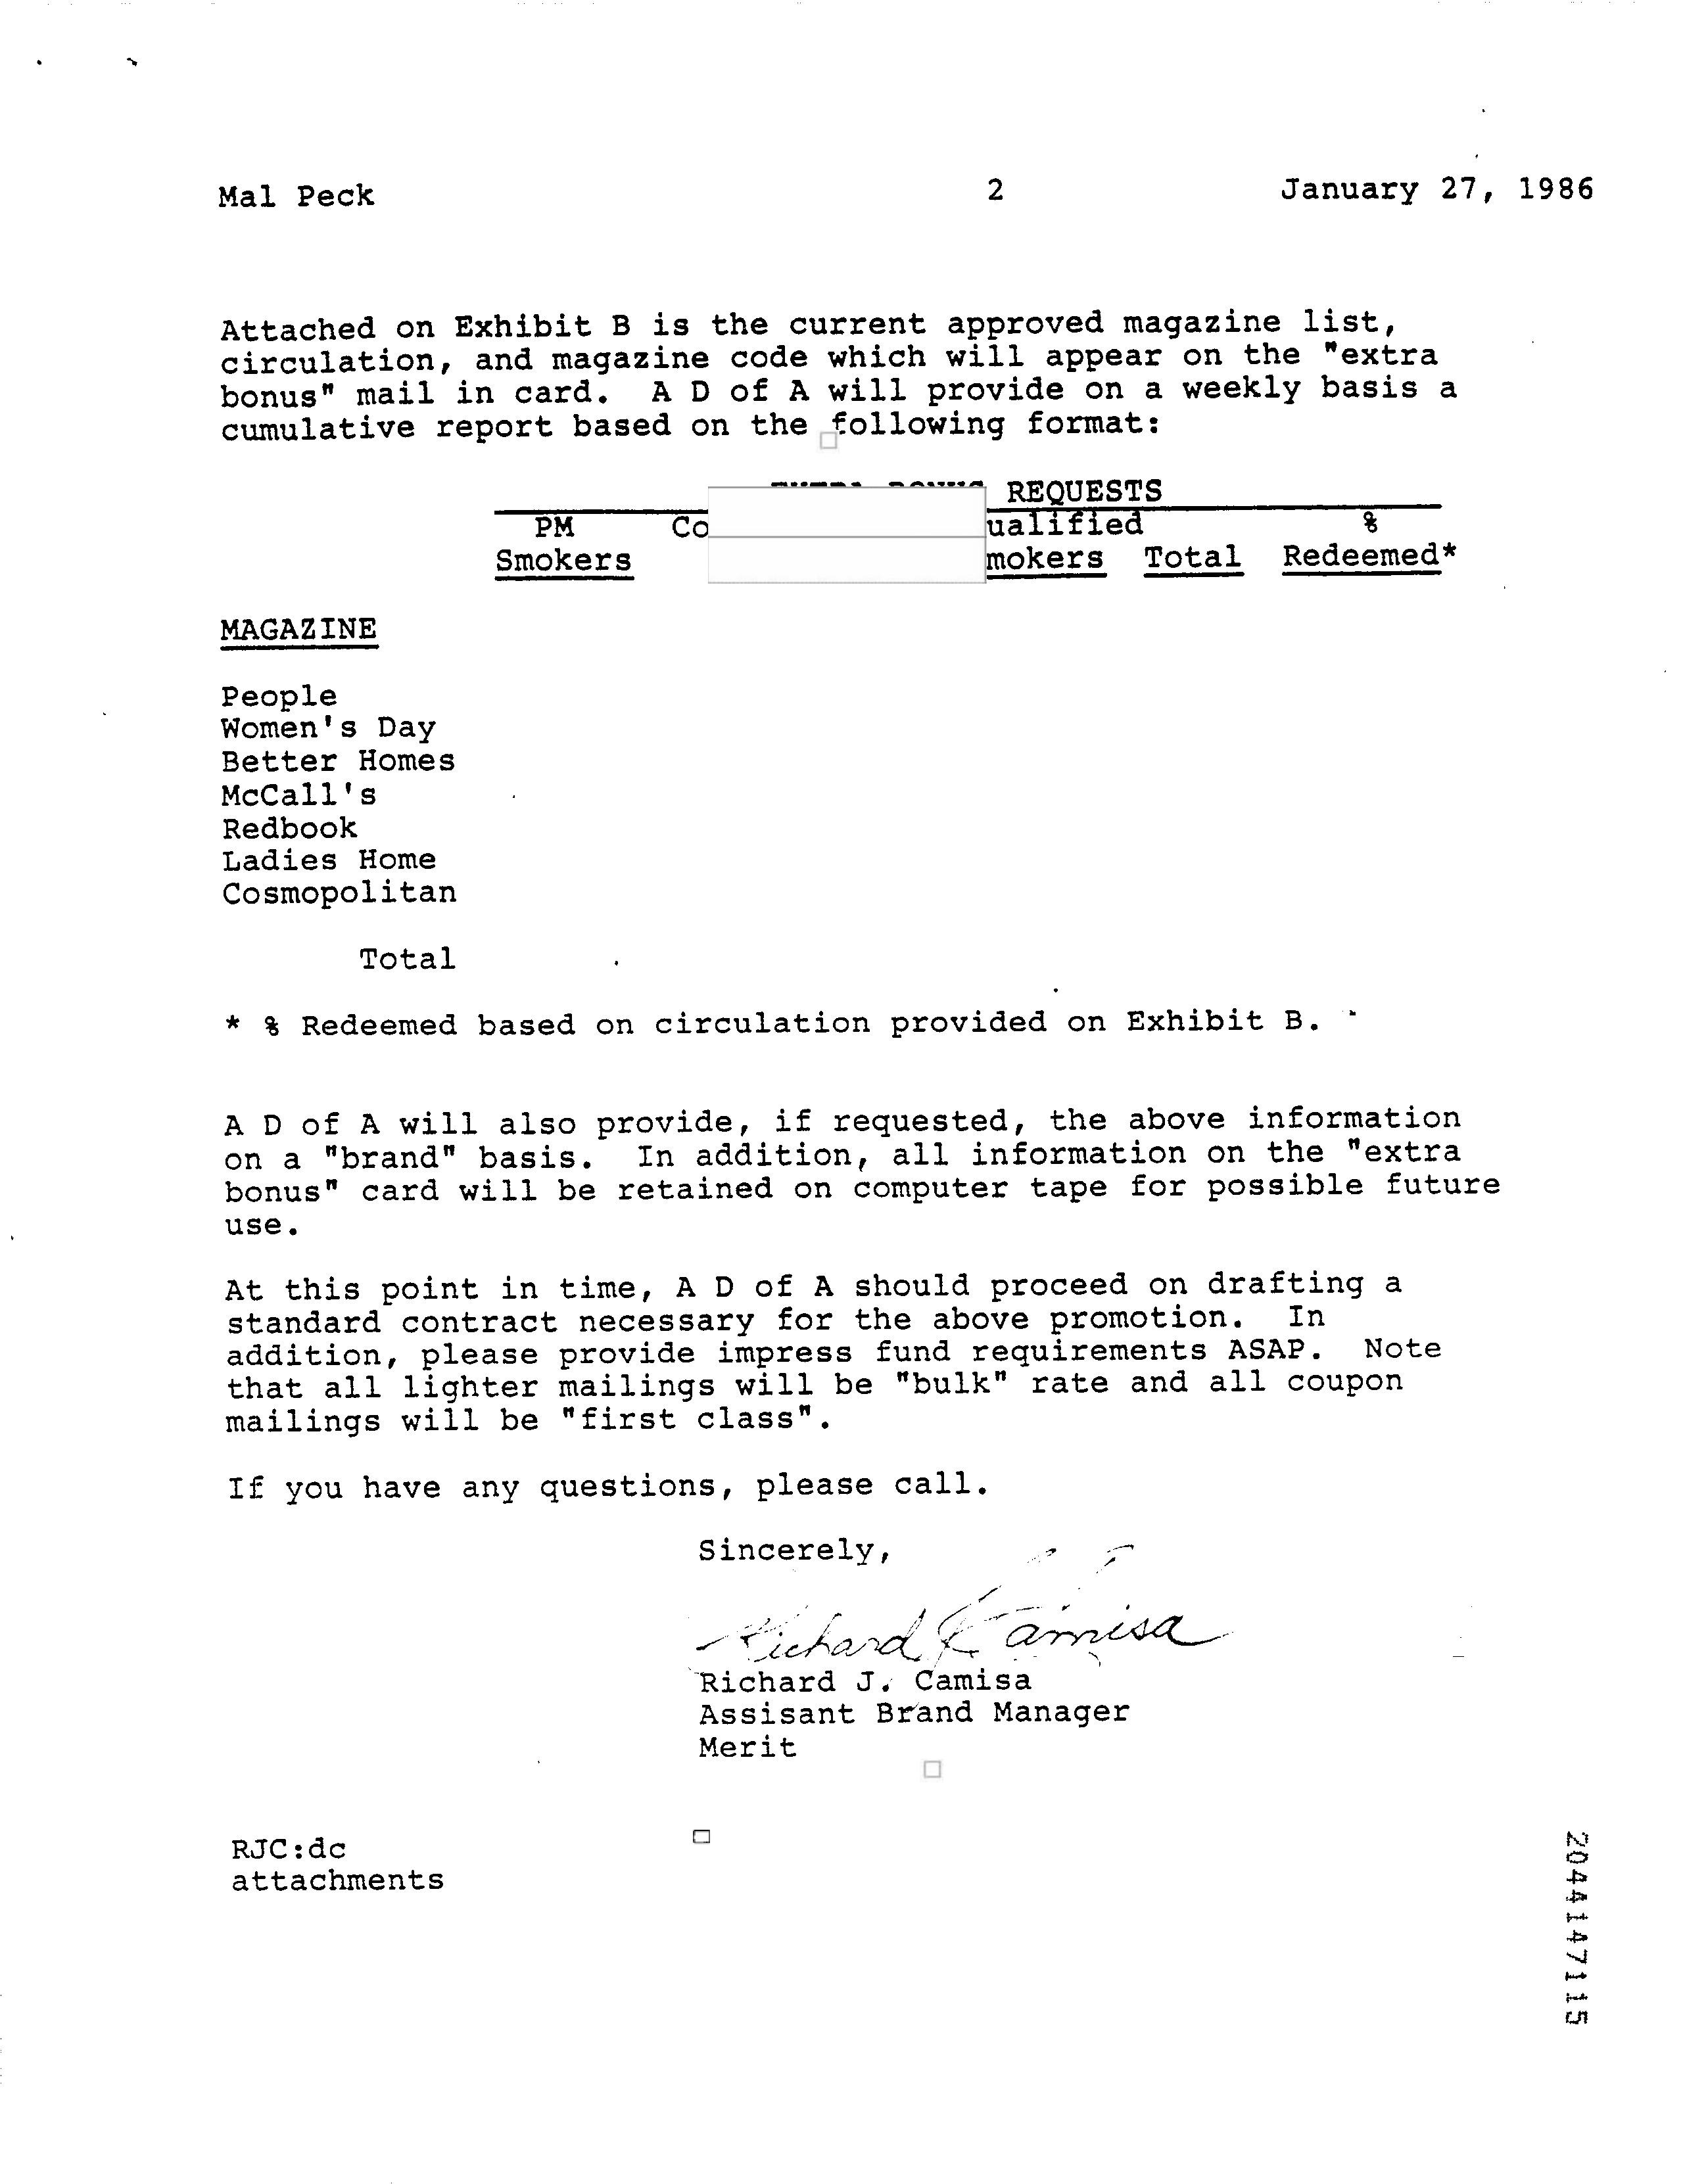 Mal Peck 2 January 27, 1986
Attached on Exhibit B is the current approved magazine list,
circulation, and magazine code which will appear on the "extra
bonus" mail in card. A D of A will provide on a weekly basis a
cumulative report based on the following format:
REQUESTS
PM Co ualified %
Smokers mokers Total Redeemed*
MAGAZINE
People
Women's Day
Better Homes
McCall's
Redbook
Ladies Home
Cosmopolitan
Total
* % Redeemed based on circulation provided on Exhibit B.
A D of A will also provide, if requested, the above information
on a "brand" basis. In addition, all information on the "extra
bonus" card will be retained on computer tape for possible future
use.
At this point in time, A D of A should proceed on drafting a
standard contract necessary for the above promotion. In
addition, please provide impress fund requirements ASAP. Note
that all lighter mailings will be "bulk" rate and all coupon
mailings will be "first class".
If you have any questions, please call.
Sincerely,
Richard J. Camisa
Richard J. Camisa
Assisant Brand Manager
Merit
RJC:dc
attachments
2044147115